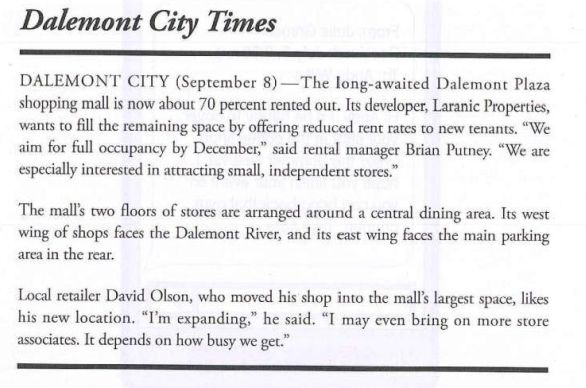 Dalemont City Times
DALEMONT CITY (September 8)—The long-awaited Dalemont Plaza
shopping mall is now about 70 percent rented out. Its developer, Laranic Properties,
wants to fill the remaining space by offering reduced rent rates to new tenants. “We
aim for full occupancy by December,” said rental manager Brian Putney. “We are
especially interested in attracting small, independent stores.”
The mall’s two floors of stores are arranged around a central dining area. Its west
wing of shops faces the Dalemont River, and its east wing faces the main parking
area in the rear.
Local retailer David Olson, who moved his shop into the mall’s largest space, likes
his new location. “I’m expanding,” he said. “I may even bring on more store
associates. It depends on how busy we get.”